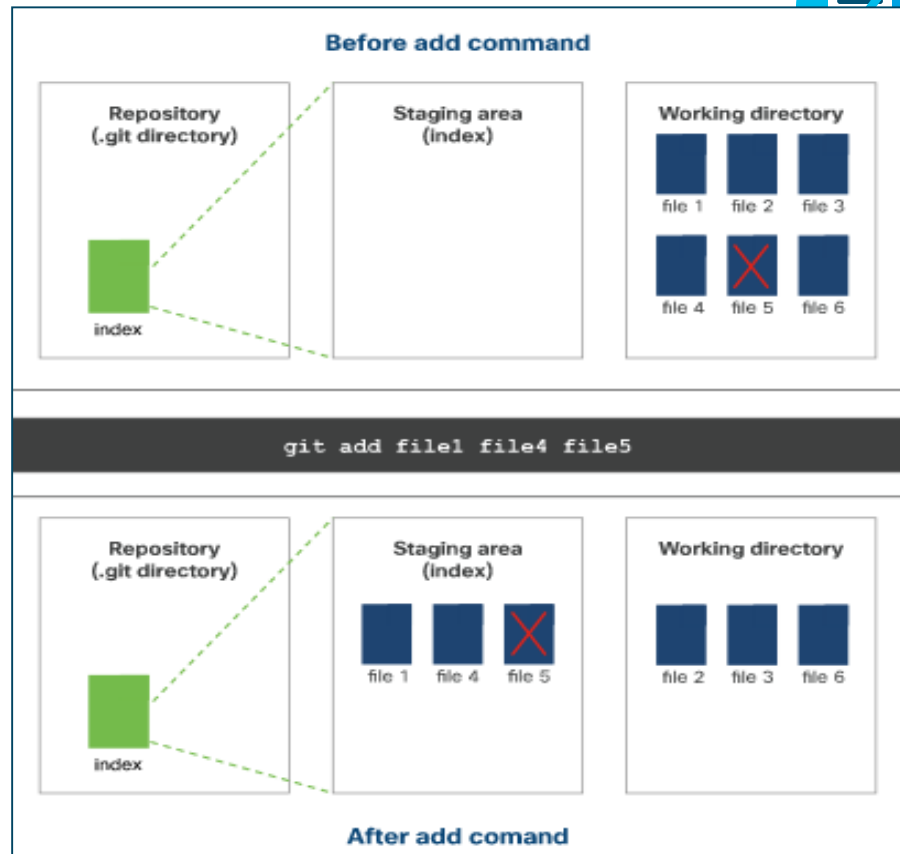 Before add command
Repository
(.git directory)
index
Staging area
(index)
Working directory
file 1 file 2 file 3
file 4 file 5 file 6
git add file1 file4 file5
Repository
(.git directory)
index
Staging area
(index)
file 1 file 4 file 5
Working directory
file 2 file 3 file 6
After add comand